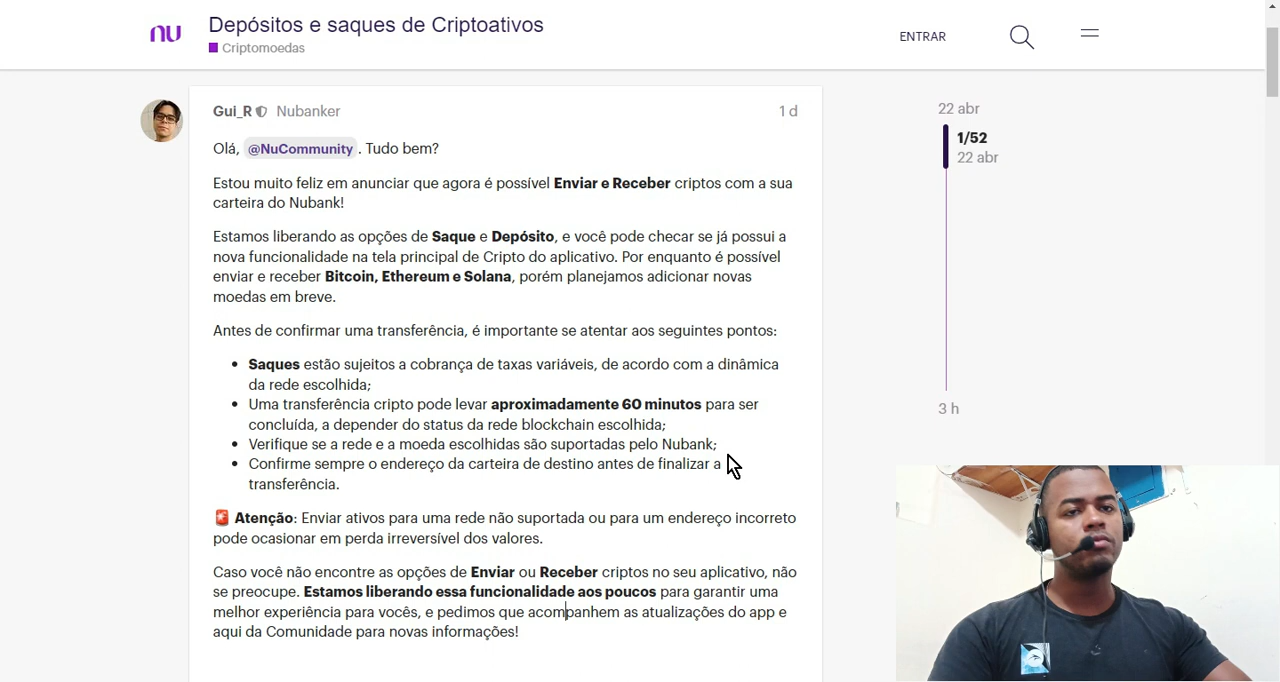 nu
Depósitos e saques de Criptoativos
Criptomoedas
ENTRAR
Gui_R Nubanker
1 d
Olá, @NuCommunity . Tudo bem?
Estou muito feliz em anunciar que agora é possível Enviar e Receber criptos com a sua
carteira do Nubank!
Estamos liberando as opções de Saque e Depósito, e você pode checar se já possui a
nova funcionalidade na tela principal de Cripto do aplicativo. Por enquanto é possível
enviar e receber Bitcoin, Ethereum e Solana, porém planejamos adicionar novas
moedas em breve.
Antes de confirmar uma transferência, é importante se atentar aos seguintes pontos:
• Saques estão sujeitos a cobrança de taxas variáveis, de acordo com a dinâmica
da rede escolhida;
• Uma transferência cripto pode levar aproximadamente 60 minutos para ser
concluída, a depender do status da rede blockchain escolhida;
• Verifique se a rede e a moeda escolhidas são suportadas pelo Nubank;
• Confirme sempre o endereço da carteira de destino antes de finalizar a
transferência.
Atenção: Enviar ativos para uma rede não suportada ou para um endereço incorreto
pode ocasionar em perda irreversível dos valores.
Caso você não encontre as opções de Enviar ou Receber criptos no seu aplicativo, não
se preocupe. Estamos liberando essa funcionalidade aos poucos para garantir uma
melhor experiência para vocês, e pedimos que acompanhem as atualizações do app e
aqui da Comunidade para novas informações!
22 abr
1/52
22 abr
3 h